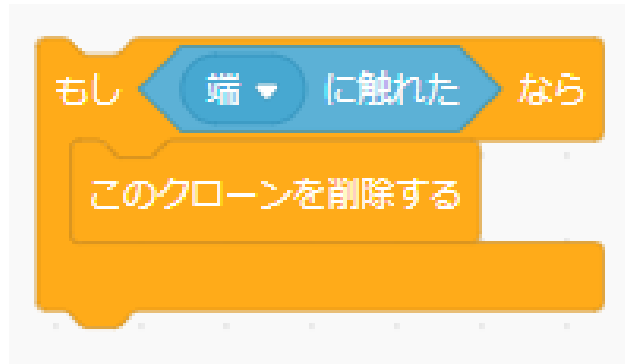 もし 端 に触れた なら
このクローンを削除する